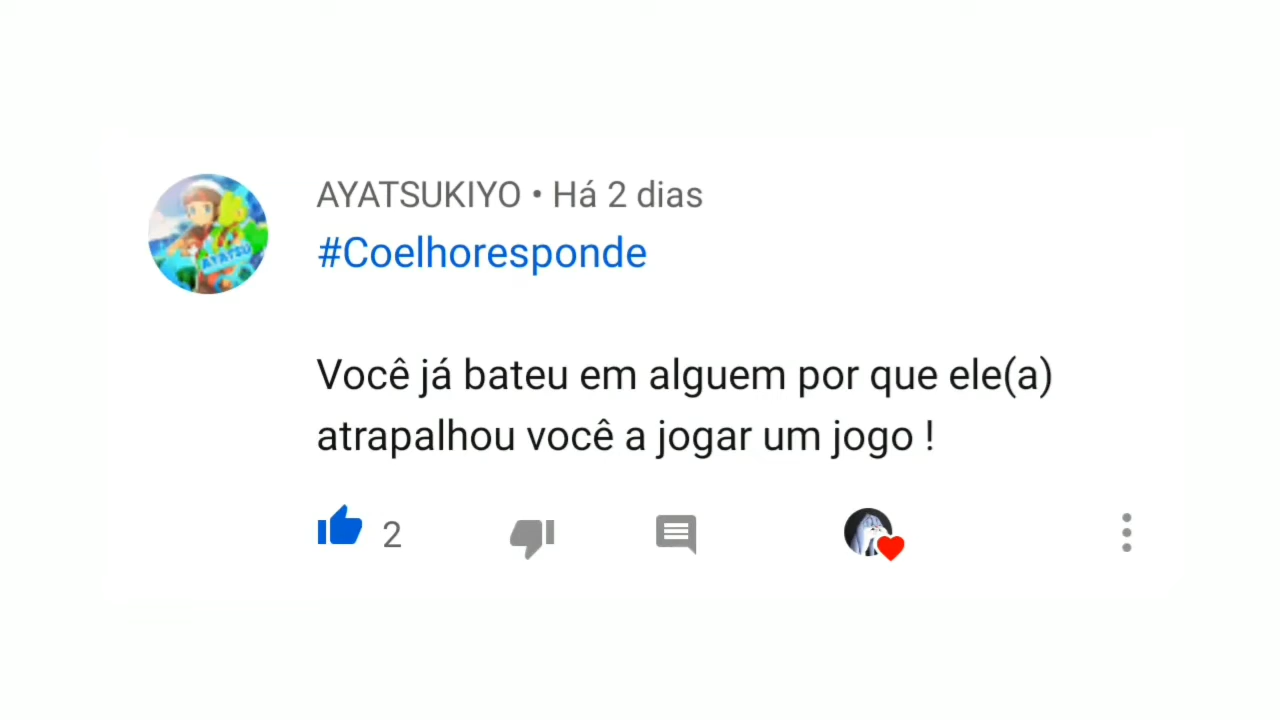 AYATSUKIYO • Há 2 dias
#Coelhoresponde
Você já bateu em alguem por que ele(a)
atrapalhou você a jogar um jogo !
2
AYATSU